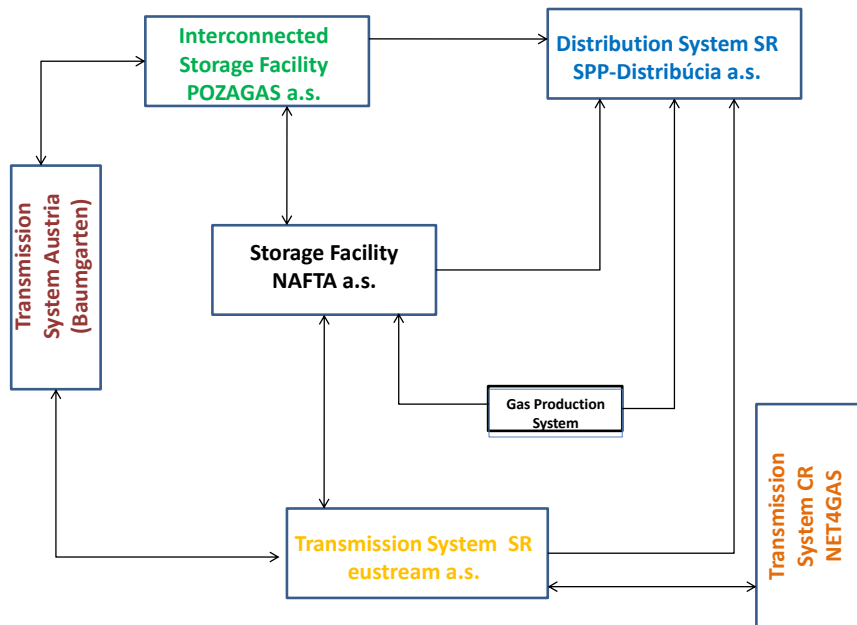 Interconnected
Storage Facility
POZAGAS a.s.
Distribution System SR
SPP-Distribúcia a.s.
Transmission
System Austria
(Baumgarten)
Storage Facility
NAFTA a.s.
Gas Production
System
Transmission System SR
eustream a.s.
Transmission
System CR
NET4GAS